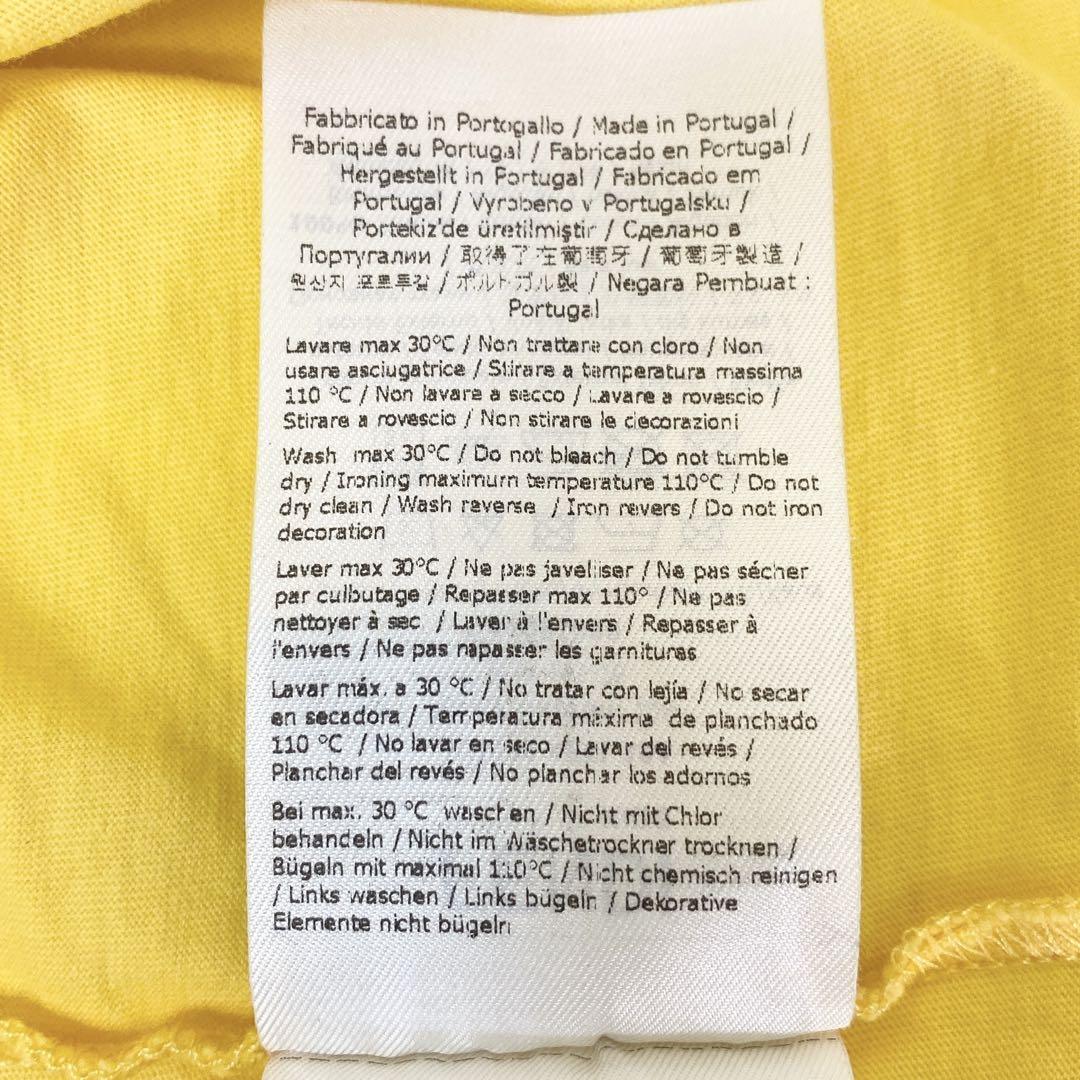 Fabbricato in Portogallo / Made in Portugal /
Fabriqué au Portugal / Fabricado en Portugal /
Hergestellt in Portugal / Fabricado em
Portugal / Vyrobeno v Portugalsku /
Portekiz'de üretilmiştir / Сделано в
Португалии / 取得了在葡萄牙 / 葡萄牙製造 /
원산지 포르투갈 / ポルトガル製 / Negara Pembuat :
Portugal
Lavare max 30°C / Non trattare con cloro / Non
usare asciugatrice / Stirare a temperatura massima
110 °C / Non lavare a secco / Lavare a rovescio /
Stirare a rovescio / Non stirare le decorazioni
Wash max 30°C / Do not bleach / Do not tumble
dry / Ironing maximum temperature 110°C / Do not
dry clean / Wash reverse / Iron revers / Do not iron
decoration
Laver max 30°C / Ne pas javelliser / Ne pas sécher
par culbutage / Repasser max 110° / Ne pas
nettoyer à sec / Laver à l'envers / Repasser à
l'envers / Ne pas repasser les garnitures
Lavar máx. a 30 °C / No tratar con lejía / No secar
en secadora / Temperatura máxima de planchado
110 °C / No lavar en seco / Lavar del revés /
Planchar del revés / No planchar los adornos
Bei max. 30 °C waschen / Nicht mit Chlor
behandeln / Nicht im Wäschetrockner trocknen /
Bügeln mit maximal 110°C / Nicht chemisch reinigen
/ Links waschen / Links bügeln / Dekorative
Elemente nicht bügeln